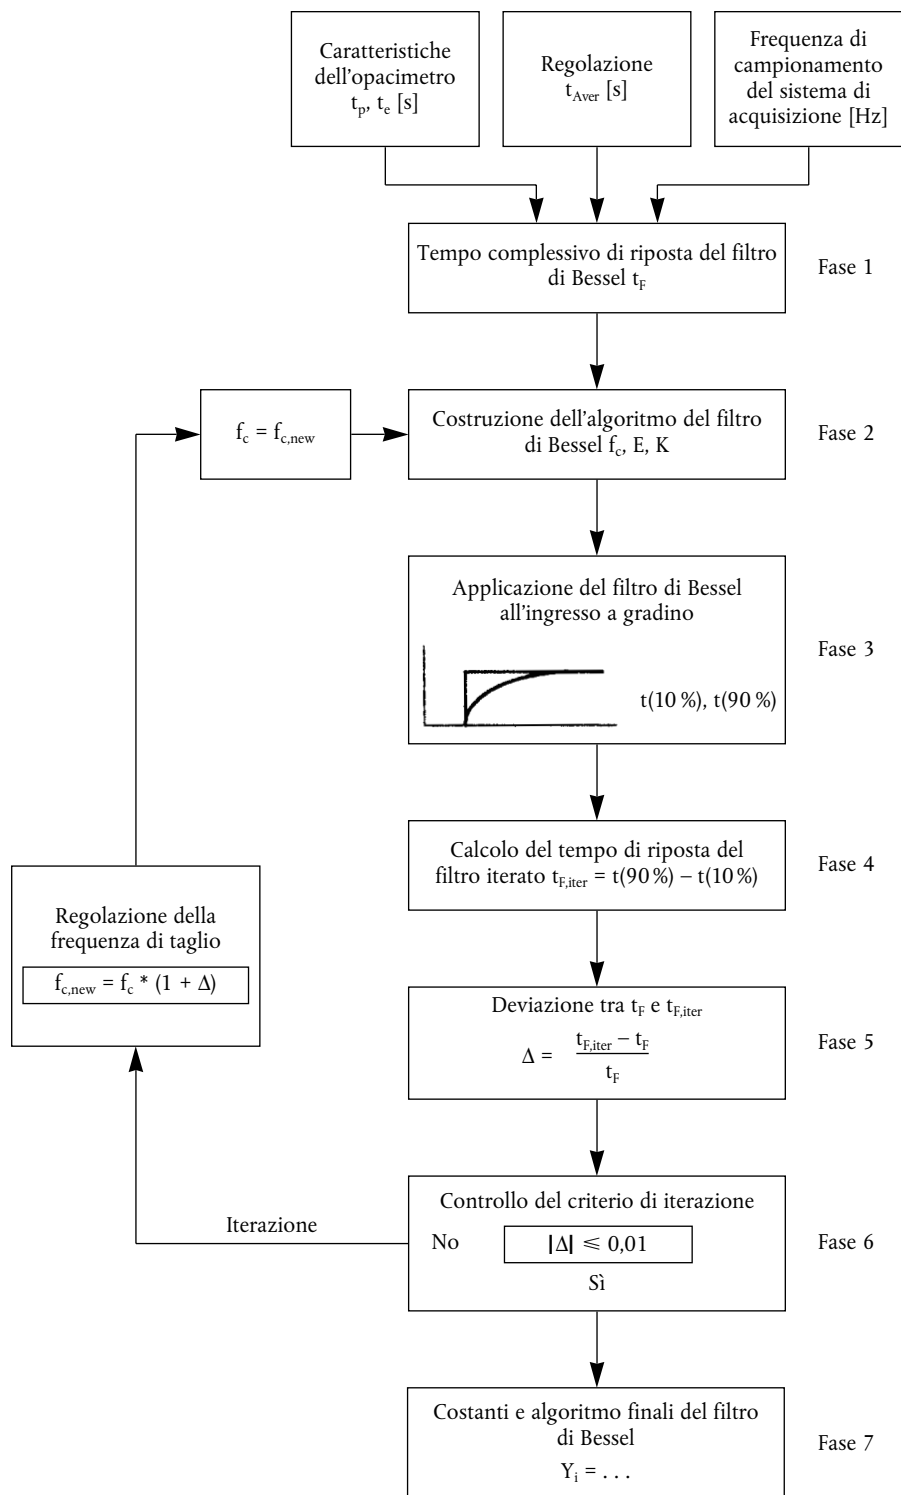 Caratteristiche
dell'opacimetro
tp, te [s]
Regolazione
tAver [s]
Frequenza di
campionamento
del sistema di
acquisizione [Hz]
Tempo complessivo di riposta del filtro
di Bessel tF
Fase 1
fc = fc,new
Costruzione dell'algoritmo del filtro
di Bessel fc, E, K
Fase 2
Applicazione del filtro di Bessel
all'ingresso a gradino
t(10 %), t(90 %)
Fase 3
Calcolo del tempo di riposta del
filtro iterato tF,iter = t(90 %) – t(10 %)
Fase 4
Regolazione della
frequenza di taglio
fc,new = fc * (1 + Δ)
Deviazione tra tF e tF,iter
Δ = (tF,iter – tF) / tF
Fase 5
Controllo del criterio di iterazione
Iterazione
No
|Δ| ⩽ 0,01
Sì
Fase 6
Costanti e algoritmo finali del filtro
di Bessel
Yi = . . .
Fase 7